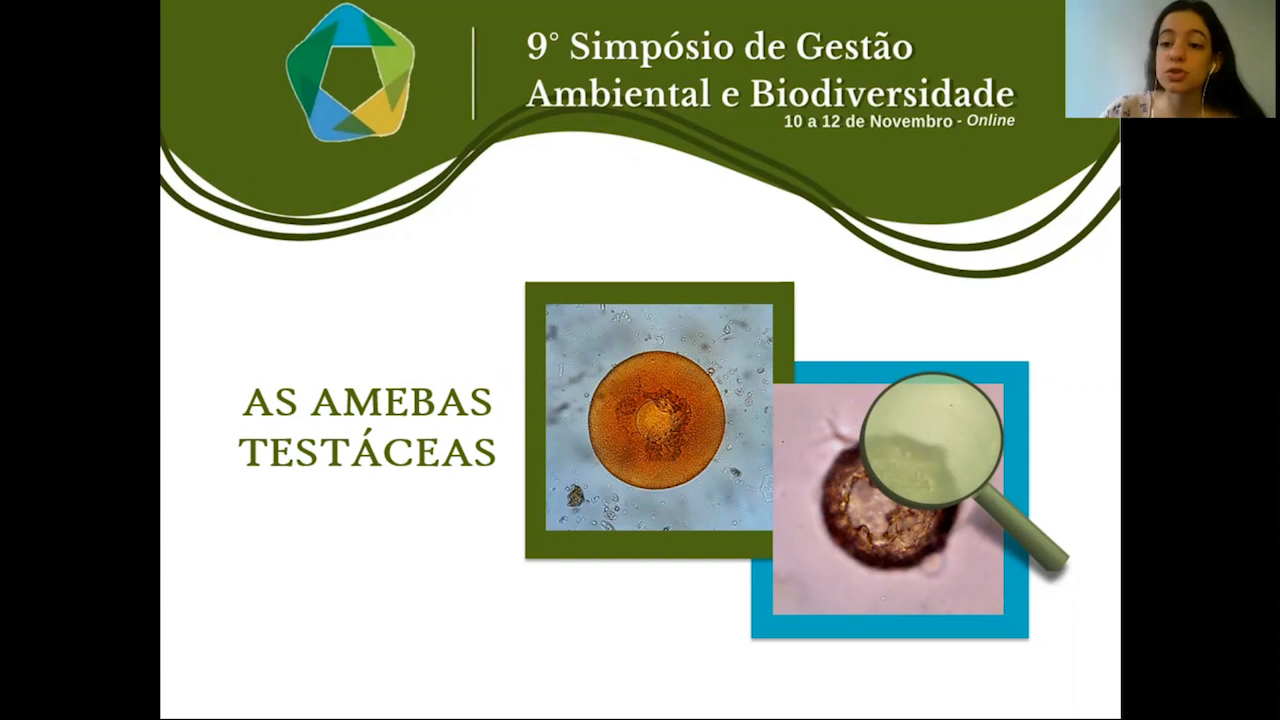 9° Simpósio de Gestão
Ambiental e Biodiversidade
10 a 12 de Novembro - Online
AS AMEBAS
TESTÁCEAS